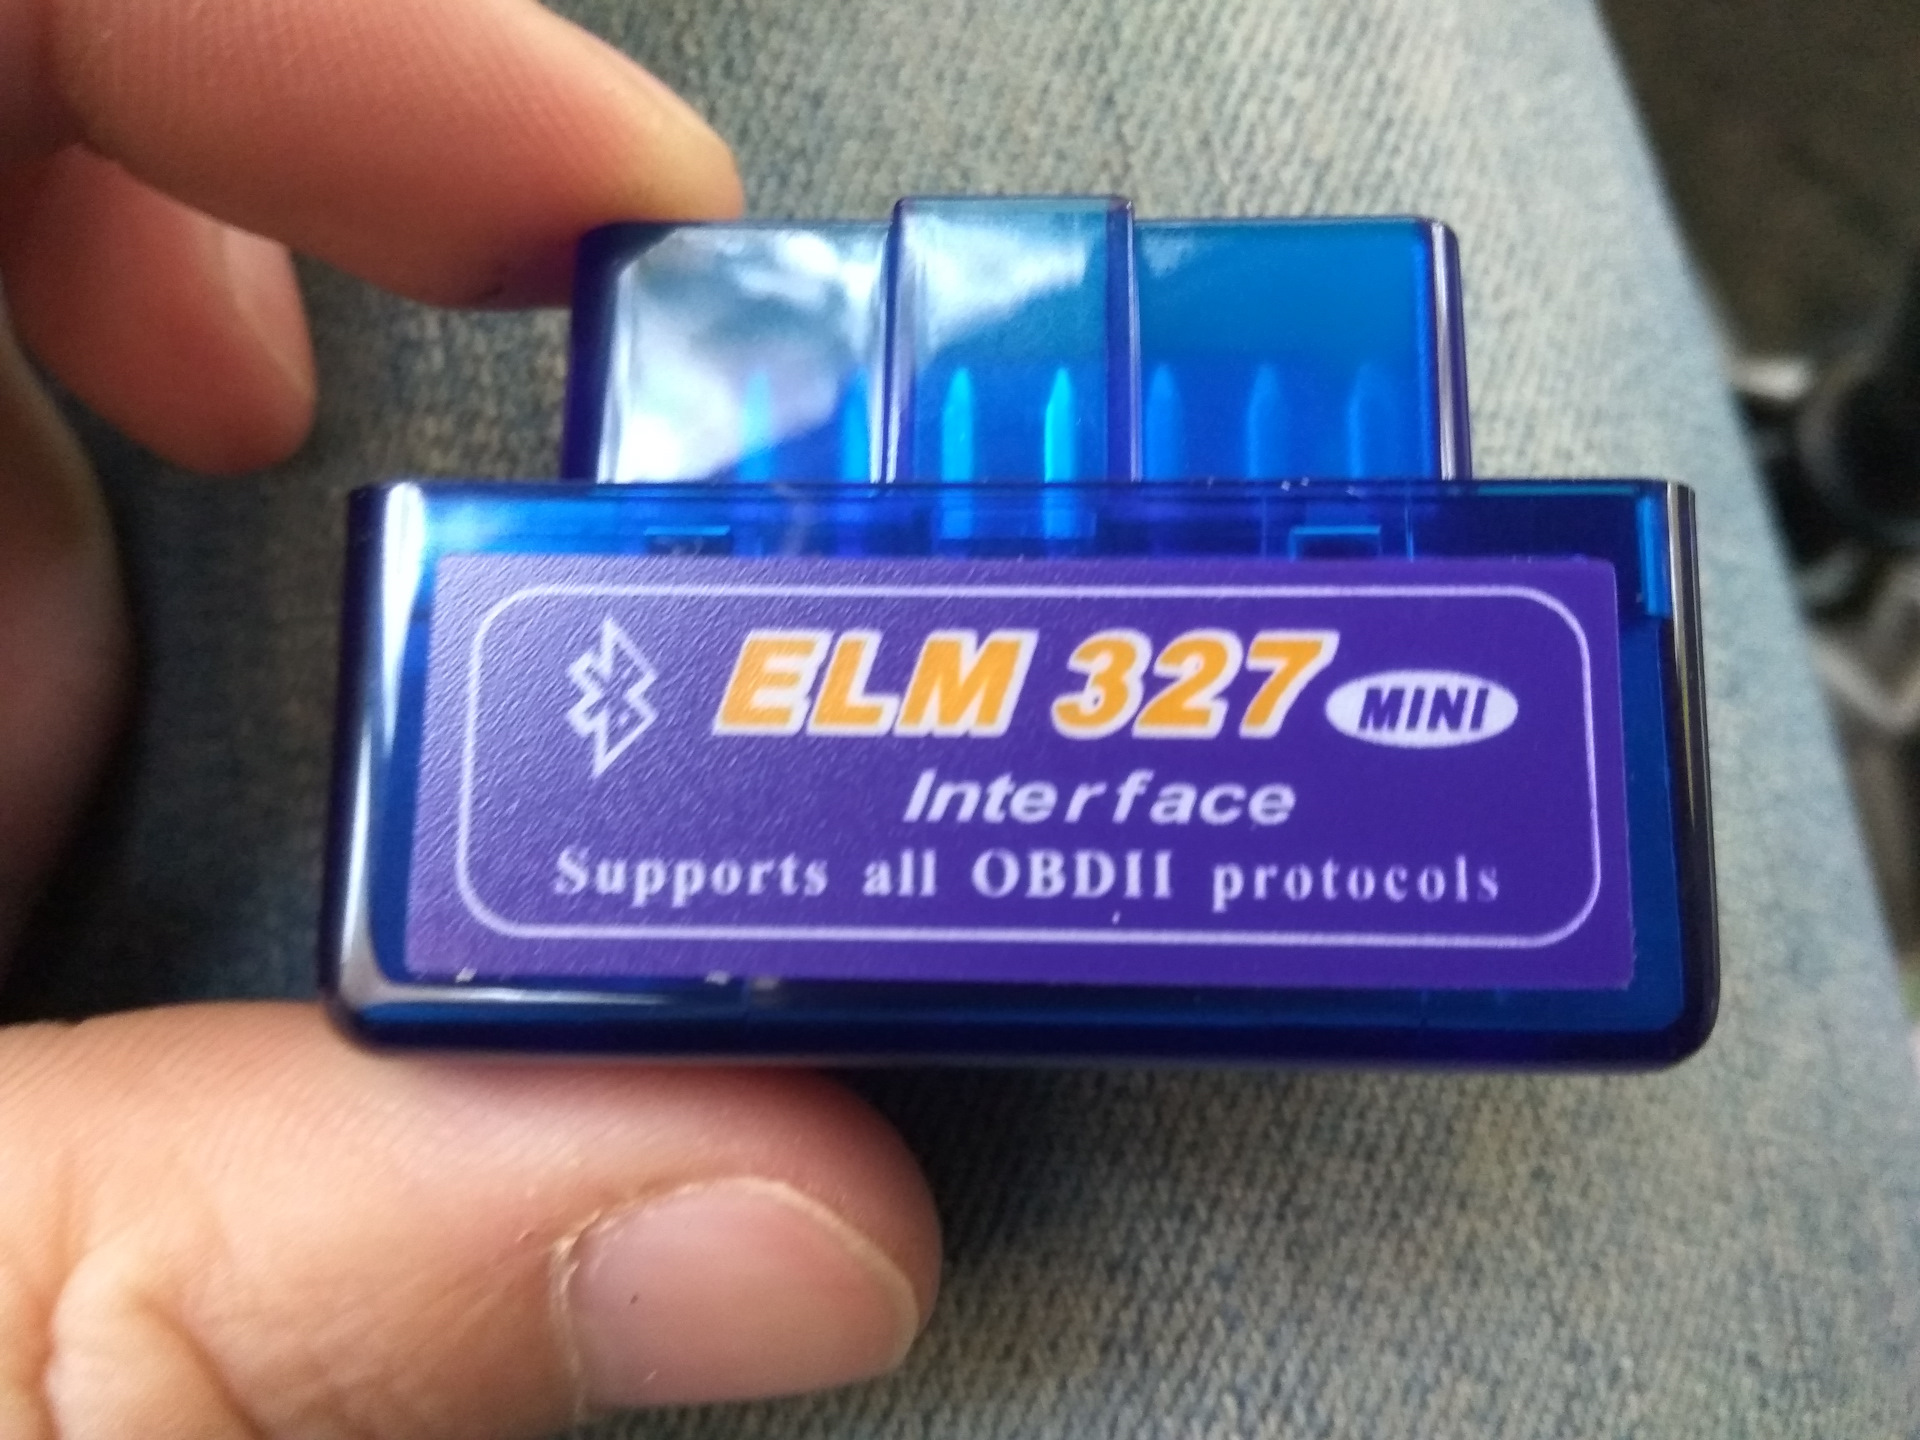 ELM 327 MINI
Interface
Supports all OBDII protocols